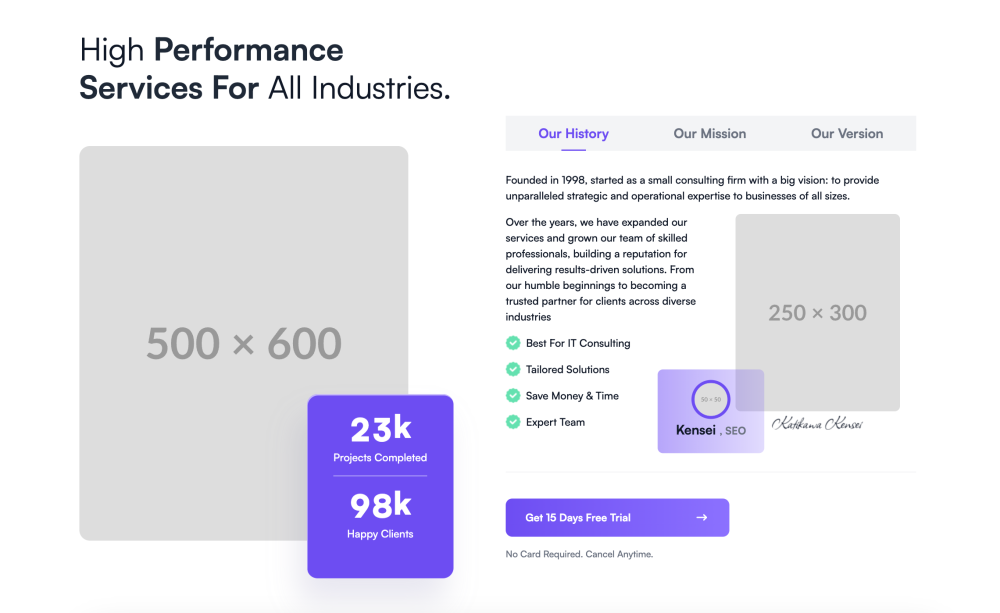 High Performance
Services For All Industries.
500 × 600
23k
Projects Completed
98k
Happy Clients
Our History
Our Mission
Our Version
Founded in 1998, started as a small consulting firm with a big vision: to provide
unparalleled strategic and operational expertise to businesses of all sizes.
Over the years, we have expanded our
services and grown our team of skilled
professionals, building a reputation for
delivering results-driven solutions. From
our humble beginnings to becoming a
trusted partner for clients across diverse
industries
Best For IT Consulting
Tailored Solutions
Save Money & Time
Expert Team
250 × 300
50 × 50
Kensei , SEO
Katikawa Kensei
Get 15 Days Free Trial →
No Card Required. Cancel Anytime.